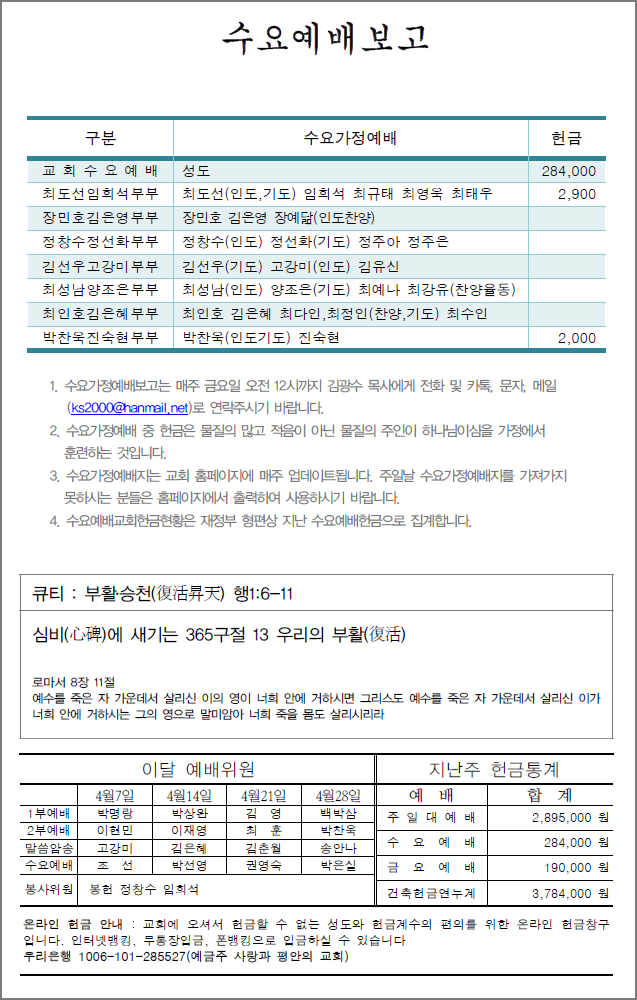 수요예배보고
구분 수요가정예배 헌금
교 회 수 요 예 배 성도 284,000
최도선임희석부부 최도선(인도,기도) 임희석 최규태 최영옥 최태우 2,900
장민호김은영부부 장민호 김은영 장예닮(인도찬양)
정창수정선화부부 정창수(인도) 정선화(기도) 정주아 정주은
김선우고강미부부 김선우(기도) 고강미(인도) 김유신
최성남양조은부부 최성남(인도) 양조은(기도) 최예나 최강유(찬양율동)
최인호김은혜부부 최인호 김은혜 최다인,최정인(찬양,기도) 최수인
박찬욱진숙현부부 박찬욱(인도기도) 진숙현 2,000
1. 수요가정예배보고는 매주 금요일 오전 12시까지 김광수 목사에게 전화 및 카톡, 문자, 메일
(ks2000@hanmail.net)로 연락주시기 바랍니다.
2. 수요가정예배 중 헌금은 물질의 많고 적음이 아닌 물질의 주인이 하나님이심을 가정에서
훈련하는 것입니다.
3. 수요가정예배지는 교회 홈페이지에 매주 업데이트됩니다. 주일날 수요가정예배지를 가져가지
못하시는 분들은 홈페이지에서 출력하여 사용하시기 바랍니다.
4. 수요예배교회헌금현황은 재정부 형편상 지난 수요예배헌금으로 집계합니다.
큐티 : 부활승천(復活昇天) 행1:6-11
심비(心碑)에 새기는 365구절 13 우리의 부활(復活)
로마서 8장 11절
예수를 죽은 자 가운데서 살리신 이의 영이 너희 안에 거하시면 그리스도 예수를 죽은 자 가운데서 살리신 이가
너희 안에 거하시는 그의 영으로 말미암아 너희 죽을 몸도 살리시리라
이달 예배위원
4월7일 4월14일 4월21일 4월28일
1부예배 박명랑 박상완 김 영 백박삼
2부예배 이현민 이재영 최 훈 박찬욱
말씀암송 고강미 김은혜 김춘월 송안나
수요예배 조 선 박선영 권영숙 박은실
봉사위원 봉헌 정창수 임희석
지난주 헌금통계
예 배 합 계
주 일 대 예 배 2,895,000 원
수 요 예 배 284,000 원
금 요 예 배 190,000 원
건축헌금연누계 3,784,000 원
온라인 헌금 안내 : 교회에 오셔서 헌금할 수 없는 성도와 헌금계수의 편의를 위한 온라인 헌금창구
입니다. 인터넷뱅킹, 무통장입금, 폰뱅킹으로 입금하실 수 있습니다
우리은행 1006-101-285527(예금주 사랑과 평안의 교회)